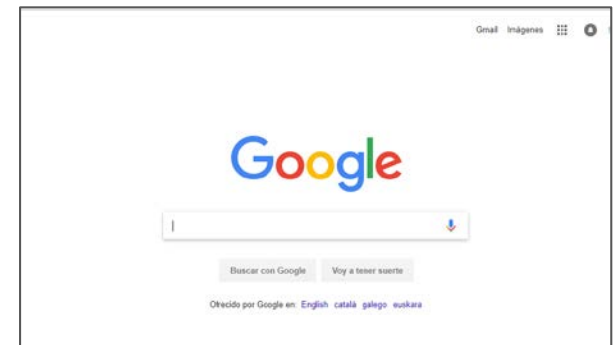 Gmail Imágenes
Google
Buscar con Google Voy a tener suerte
Ofrecido por Google en: English català galego euskara